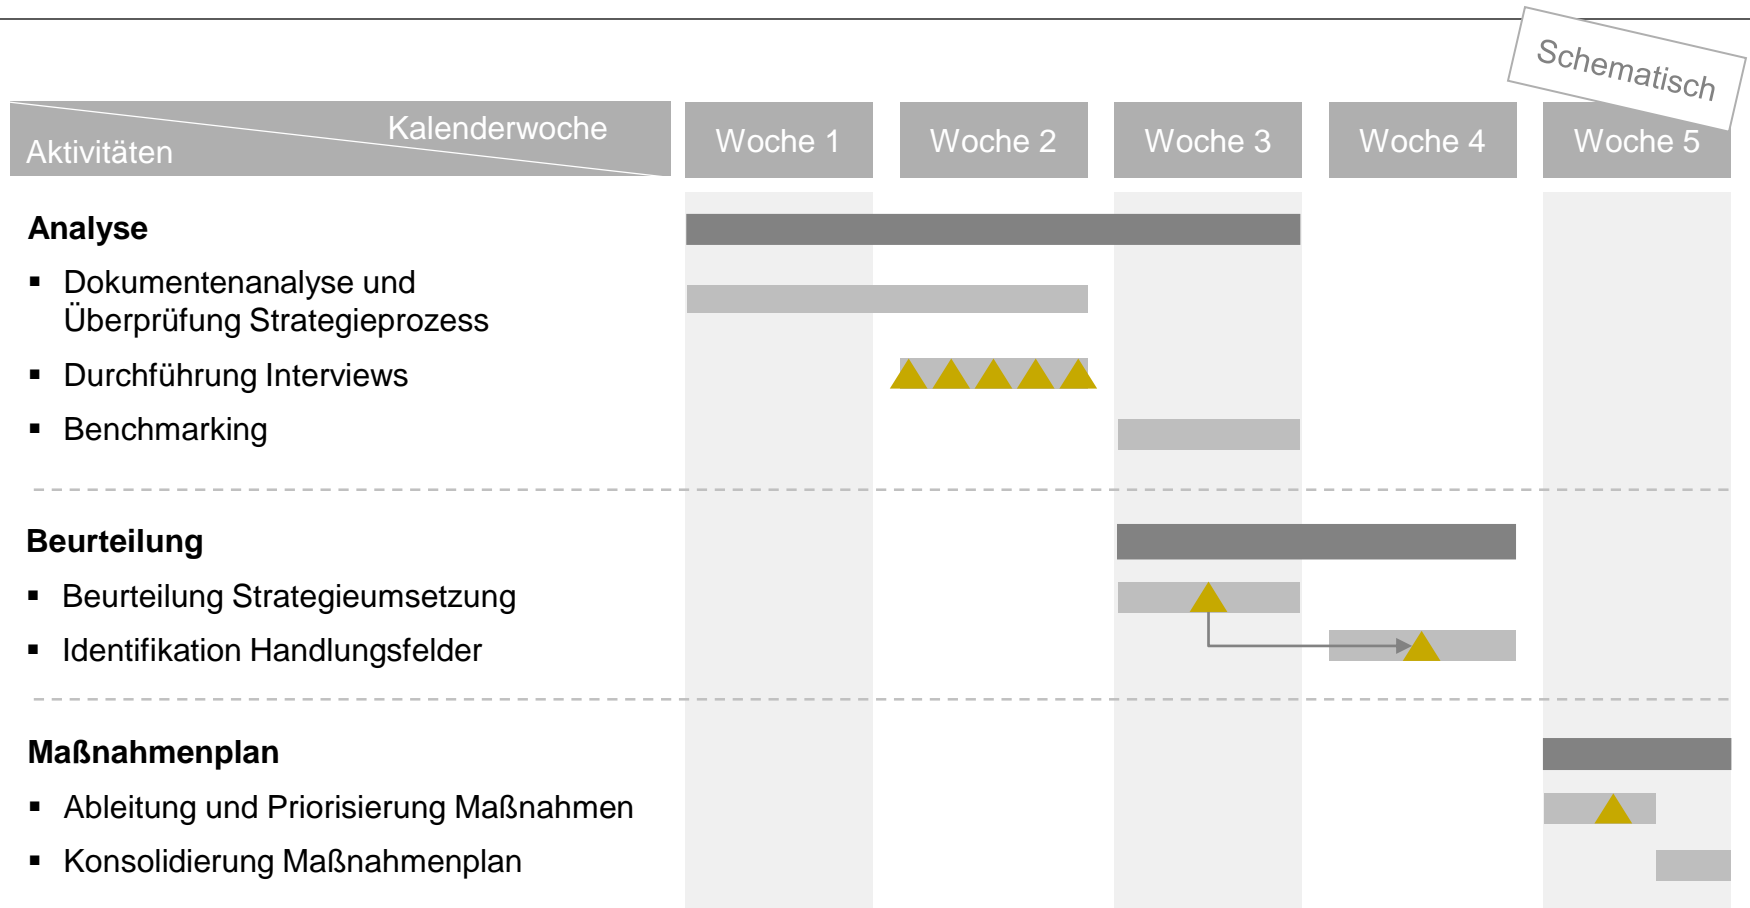 Schematisch
Kalenderwoche
Aktivitäten
Woche 1
Woche 2
Woche 3
Woche 4
Woche 5
Analyse
▪ Dokumentenanalyse und
Überprüfung Strategieprozess
▪ Durchführung Interviews
▪ Benchmarking
Beurteilung
▪ Beurteilung Strategieumsetzung
▪ Identifikation Handlungsfelder
Maßnahmenplan
▪ Ableitung und Priorisierung Maßnahmen
▪ Konsolidierung Maßnahmenplan